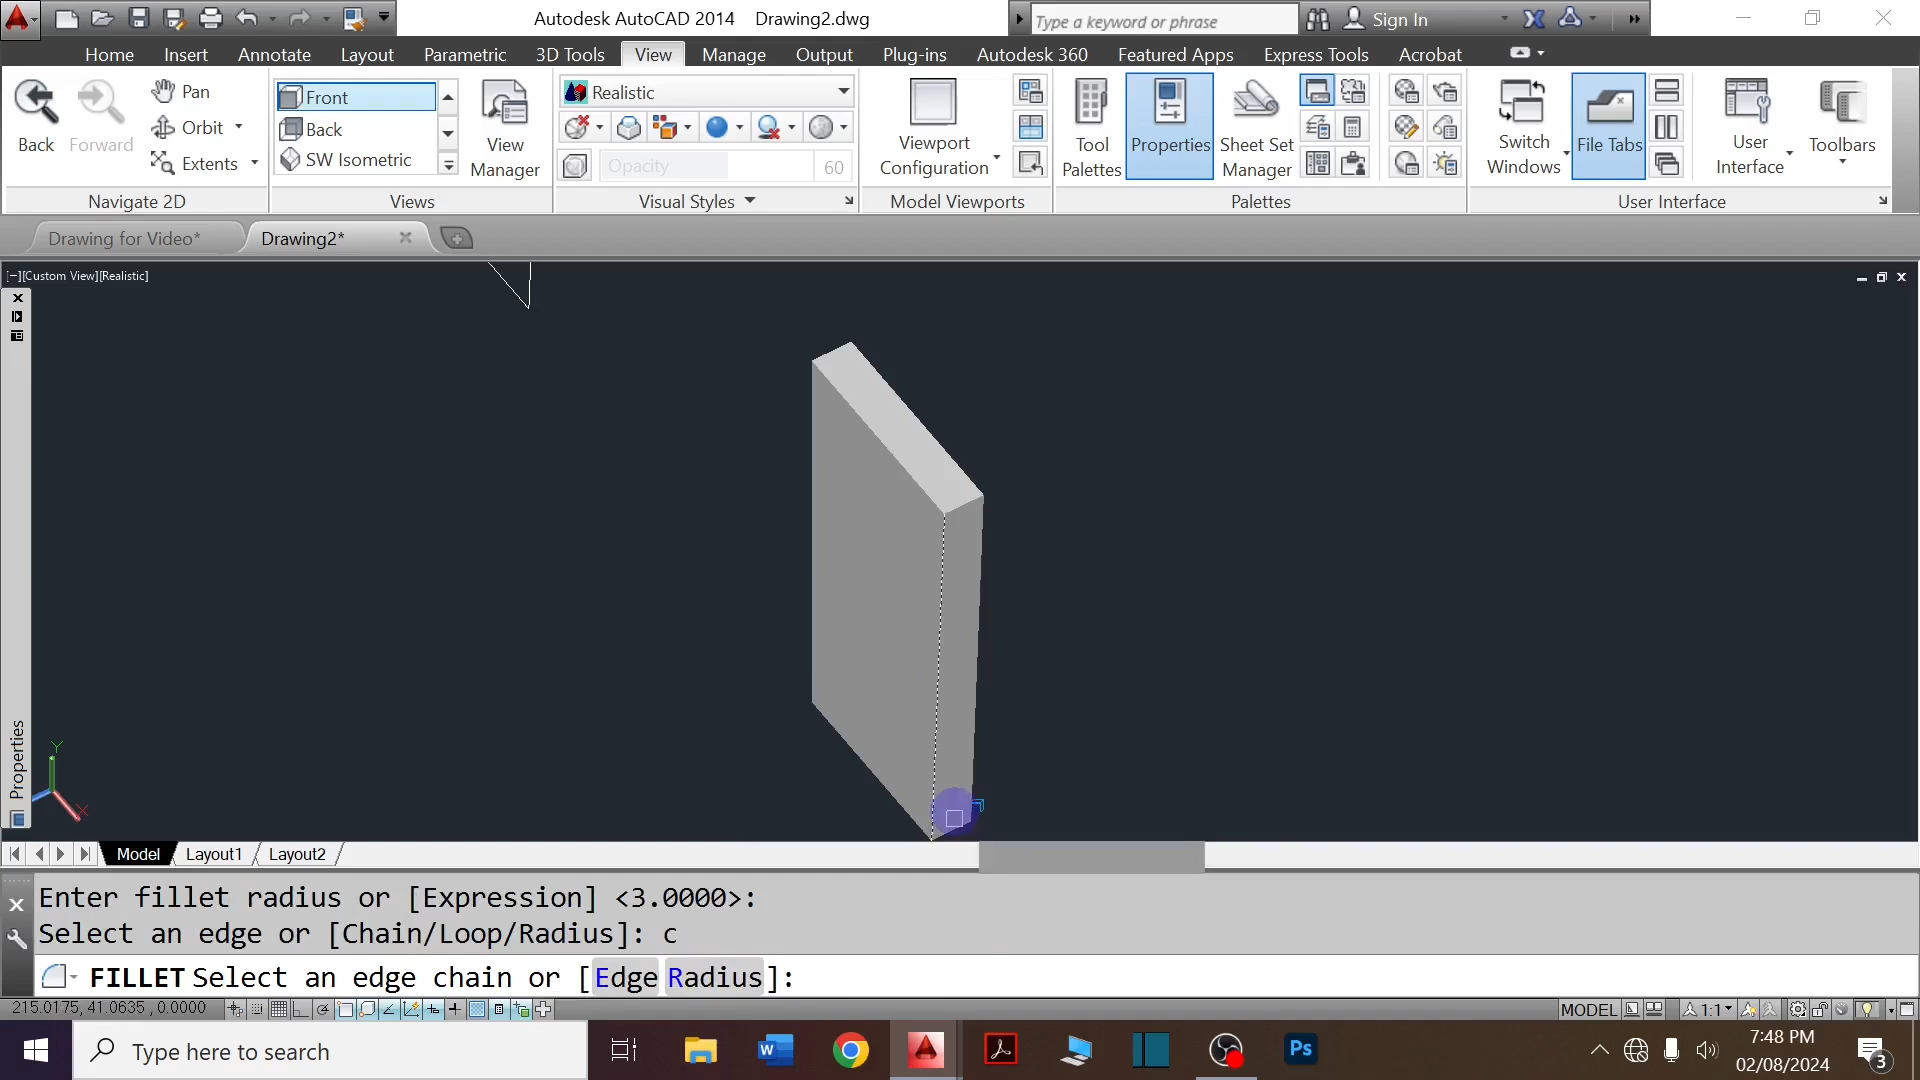 Autodesk AutoCAD 2014 Drawing2.dwg
Type a keyword or phrase
Sign In
Home Insert Annotate Layout Parametric 3D Tools View Manage Output Plug-ins Autodesk 360 Featured Apps Express Tools Acrobat
Back
Forward
Pan
Orbit
Extents
Navigate 2D
Front
Back
SW Isometric
View
Manager
Views
Realistic
Opacity 60
Visual Styles
Viewport
Configuration
Model Viewports
Tool
Palettes
Properties
Sheet Set
Manager
Palettes
Switch
Windows
File Tabs
User
Interface
Toolbars
User Interface
Drawing for Video*
Drawing2*
[−][Custom View][Realistic]
Properties
Y
X
Model Layout1 Layout2
Enter fillet radius or [Expression] <3.0000>:
Select an edge or [Chain/Loop/Radius]: c
FILLET Select an edge chain or [Edge Radius]:
215.0175, 41.0635 , 0.0000
MODEL
1:1
Type here to search
W
Ps
7:48 PM
02/08/2024
3